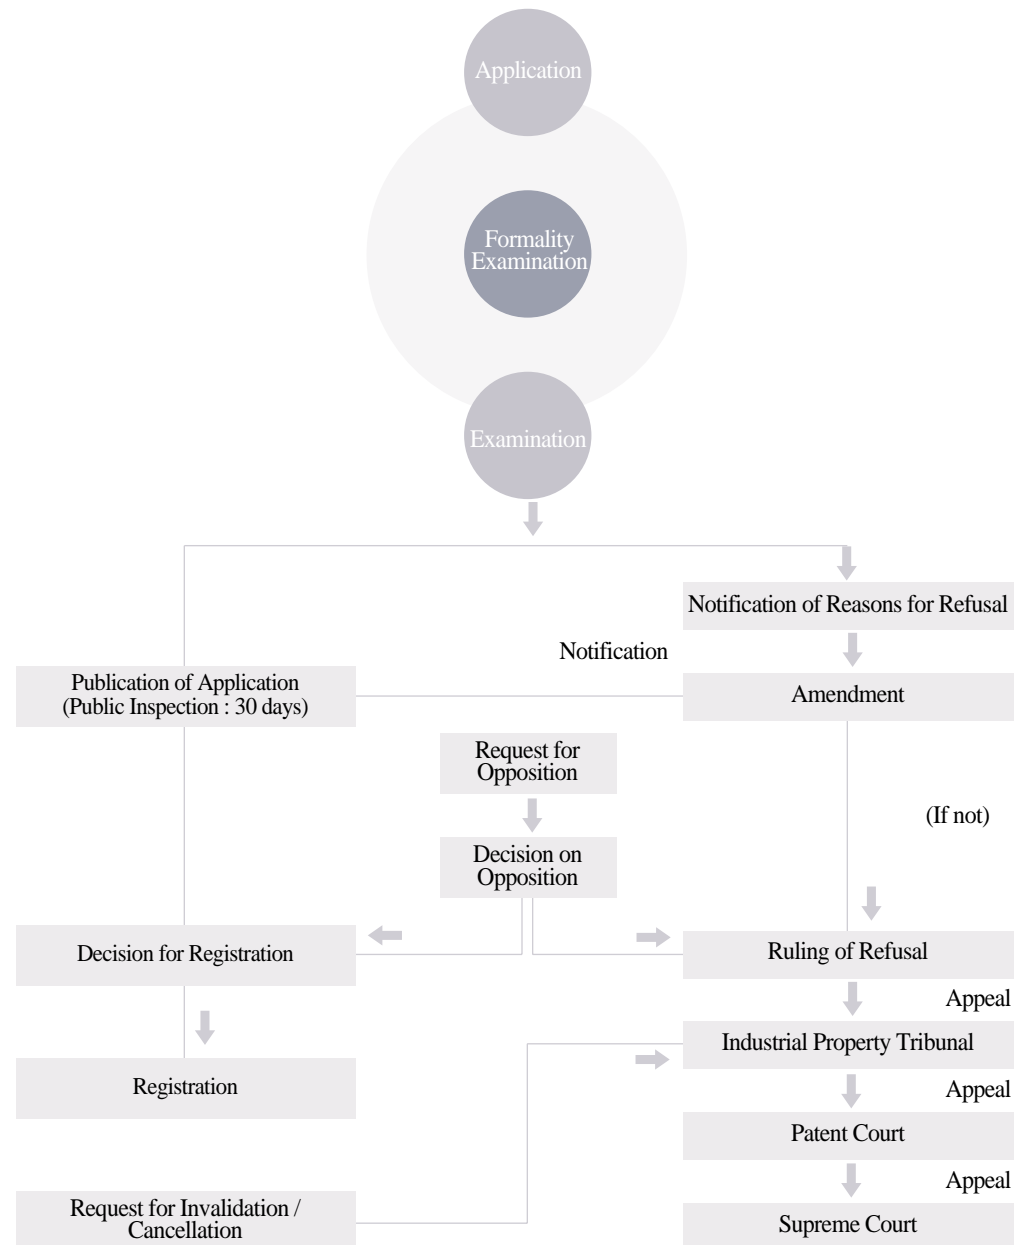 Application
Formality
Examination
Examination
Notification of Reasons for Refusal
Notification
Publication of Application
(Public Inspection : 30 days)
Amendment
Request for
Opposition
(If not)
Decision on
Opposition
Decision for Registration
Ruling of Refusal
Appeal
Industrial Property Tribunal
Registration
Appeal
Patent Court
Appeal
Request for Invalidation /
Cancellation
Supreme Court